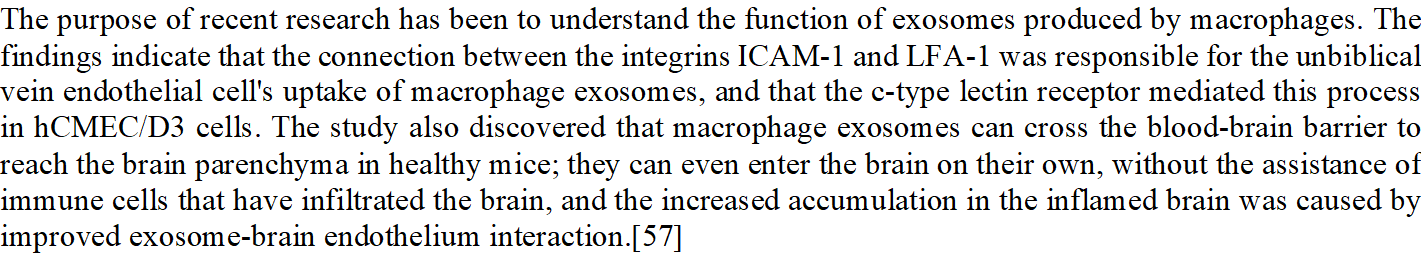 The purpose of recent research has been to understand the function of exosomes produced by macrophages. The
findings indicate that the connection between the integrins ICAM-1 and LFA-1 was responsible for the unbiblical
vein endothelial cell's uptake of macrophage exosomes, and that the c-type lectin receptor mediated this process
in hCMEC/D3 cells. The study also discovered that macrophage exosomes can cross the blood-brain barrier to
reach the brain parenchyma in healthy mice; they can even enter the brain on their own, without the assistance of
immune cells that have infiltrated the brain, and the increased accumulation in the inflamed brain was caused by
improved exosome-brain endothelium interaction.[57]